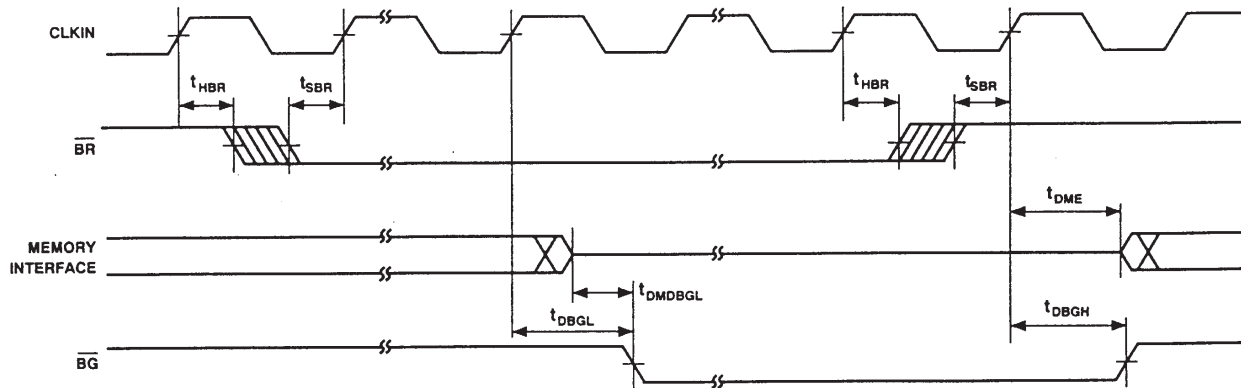 CLKIN
tHBR
tSBR
tHBR
tSBR
BR
tDME
MEMORY
INTERFACE
tDMDBGL
tDBGL
tDBGH
BG